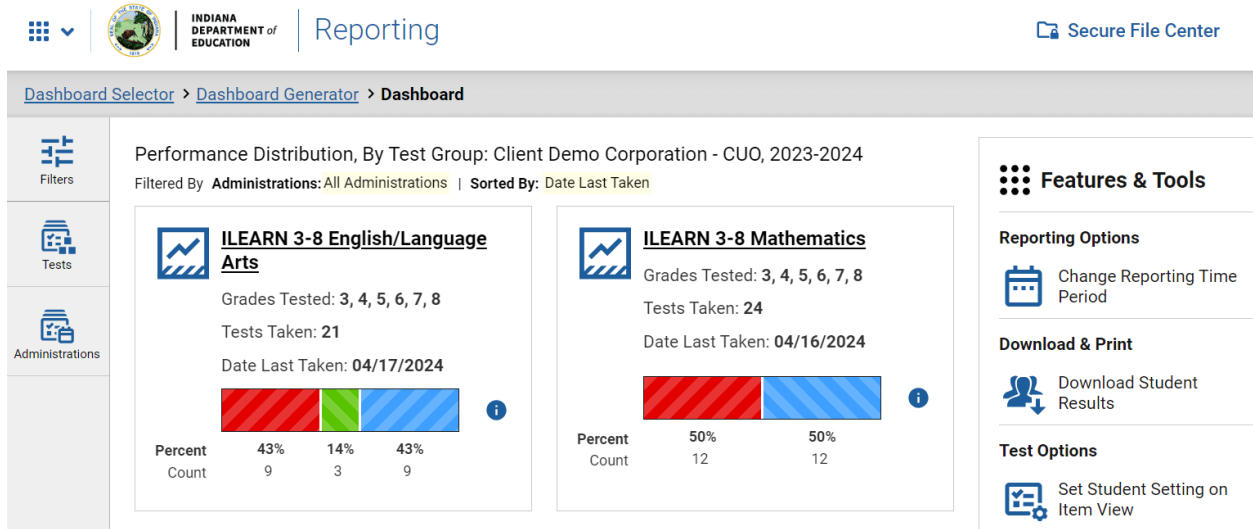 INDIANA
DEPARTMENT of
EDUCATION
Reporting
Secure File Center
Dashboard Selector > Dashboard Generator > Dashboard
Filters
Tests
Administrations
Performance Distribution, By Test Group: Client Demo Corporation - CUO, 2023-2024
Filtered By Administrations: All Administrations | Sorted By: Date Last Taken
ILEARN 3-8 English/Language
Arts
Grades Tested: 3, 4, 5, 6, 7, 8
Tests Taken: 21
Date Last Taken: 04/17/2024
Percent 43% 14% 43%
Count 9 3 9
ILEARN 3-8 Mathematics
Grades Tested: 3, 4, 5, 6, 7, 8
Tests Taken: 24
Date Last Taken: 04/16/2024
Percent 50% 50%
Count 12 12
Features & Tools
Reporting Options
Change Reporting Time
Period
Download & Print
Download Student
Results
Test Options
Set Student Setting on
Item View